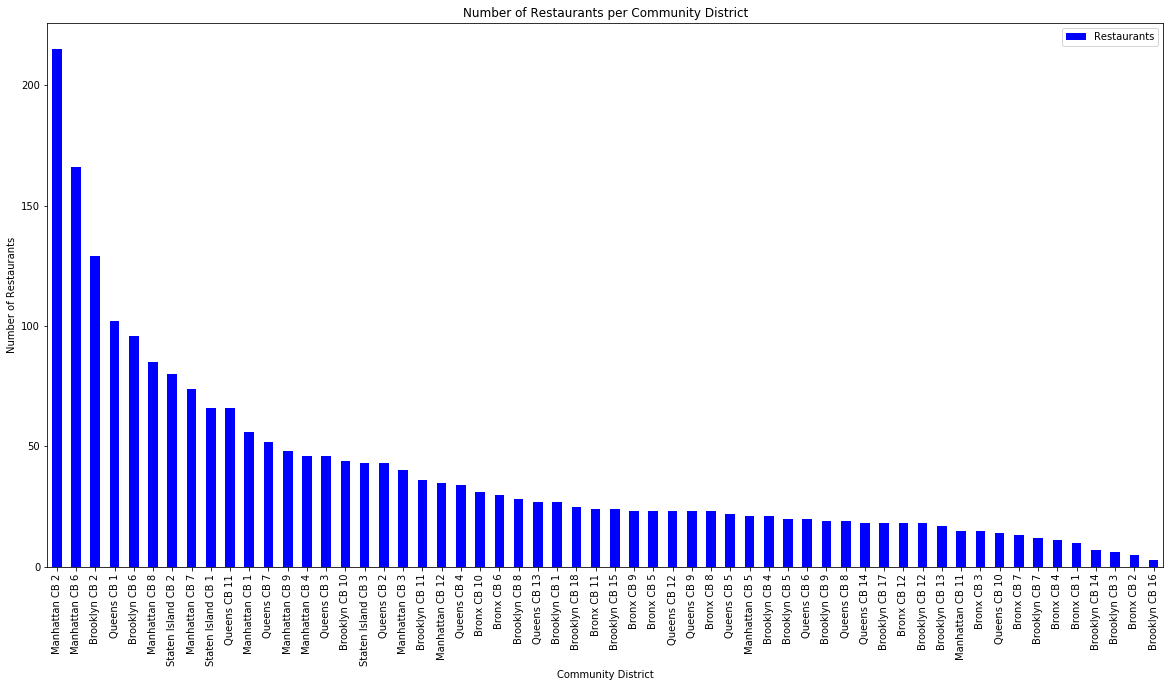 Number of Restaurants per Community District
Restaurants
Number of Restaurants
200
150
100
50
0
Manhattan CB 2
Manhattan CB 6
Brooklyn CB 2
Queens CB 1
Brooklyn CB 6
Manhattan CB 8
Staten Island CB 2
Manhattan CB 7
Staten Island CB 1
Queens CB 11
Manhattan CB 1
Queens CB 7
Manhattan CB 9
Manhattan CB 4
Queens CB 3
Brooklyn CB 10
Staten Island CB 3
Queens CB 2
Manhattan CB 3
Brooklyn CB 11
Manhattan CB 12
Queens CB 4
Bronx CB 10
Bronx CB 6
Brooklyn CB 8
Queens CB 13
Brooklyn CB 1
Brooklyn CB 18
Bronx CB 11
Brooklyn CB 15
Bronx CB 9
Bronx CB 5
Queens CB 12
Queens CB 9
Bronx CB 8
Queens CB 5
Manhattan CB 5
Brooklyn CB 4
Brooklyn CB 5
Queens CB 6
Brooklyn CB 9
Queens CB 8
Queens CB 14
Brooklyn CB 17
Bronx CB 12
Brooklyn CB 12
Brooklyn CB 13
Manhattan CB 11
Bronx CB 3
Queens CB 10
Bronx CB 7
Brooklyn CB 7
Bronx CB 4
Bronx CB 1
Brooklyn CB 14
Brooklyn CB 3
Bronx CB 2
Brooklyn CB 16
Community District